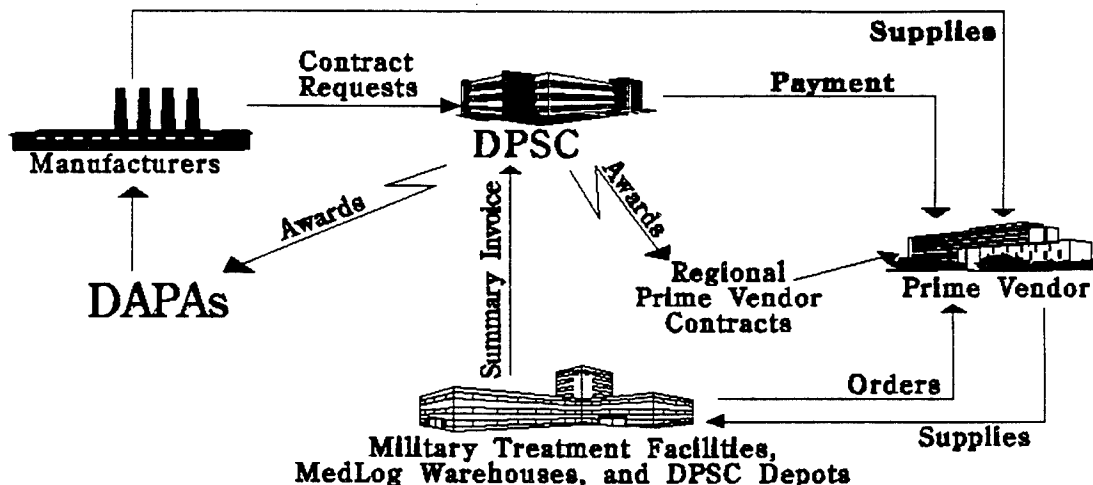 Supplies
Contract
Requests
Payment
Manufacturers
DPSC
Awards
Summary Invoice
Awards
DAPAs
Regional
Prime Vendor
Contracts
Prime Vendor
Orders
Supplies
Military Treatment Facilities,
MedLog Warehouses, and DPSC Depots